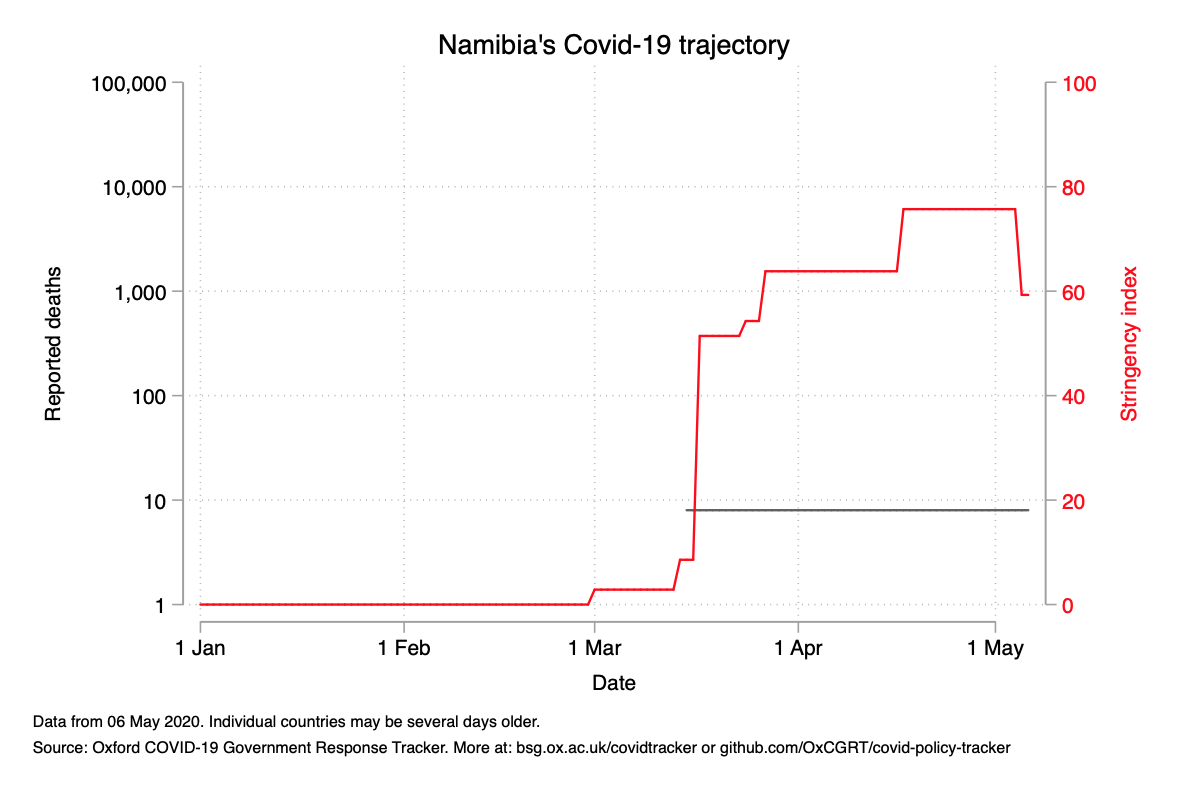 Namibia's Covid-19 trajectory
100,000
10,000
1,000
100
10
1
Reported deaths
100
80
60
40
20
0
Stringency index
1 Jan
1 Feb
1 Mar
1 Apr
1 May
Date
Data from 06 May 2020. Individual countries may be several days older.
Source: Oxford COVID-19 Government Response Tracker. More at: bsg.ox.ac.uk/covidtracker or github.com/OxCGRT/covid-policy-tracker